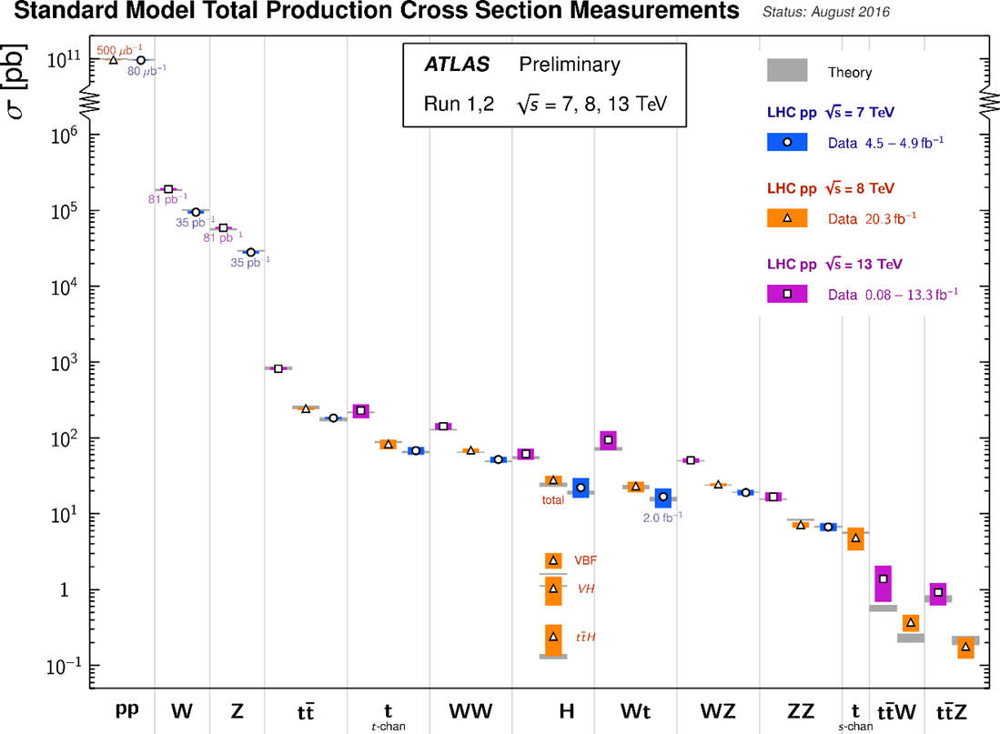 Standard Model Total Production Cross Section Measurements Status: August 2016
σ [pb]
10¹¹
10⁶
10⁵
10⁴
10³
10²
10¹
1
10⁻¹
500 μb⁻¹
80 μb⁻¹
ATLAS Preliminary
Run 1,2 √s = 7, 8, 13 TeV
Theory
LHC pp √s = 7 TeV
Data 4.5 − 4.9 fb⁻¹
LHC pp √s = 8 TeV
Data 20.3 fb⁻¹
LHC pp √s = 13 TeV
Data 0.08 − 13.3 fb⁻¹
81 pb⁻¹
35 pb⁻¹
81 pb⁻¹
35 pb⁻¹
total
2.0 fb⁻¹
VBF
VH
tt̄H
pp W Z tt̄ t WW H Wt WZ ZZ t tt̄W tt̄Z
t-chan s-chan